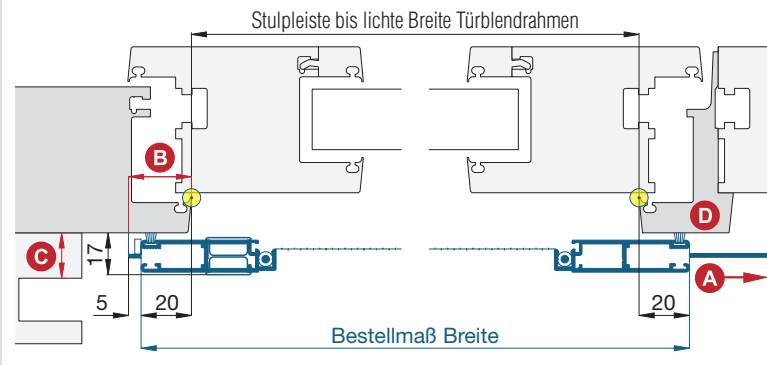 Stulpleiste bis lichte Breite Türblendrahmen
B
D
C
17
A
5
20
20
Bestellmaß Breite